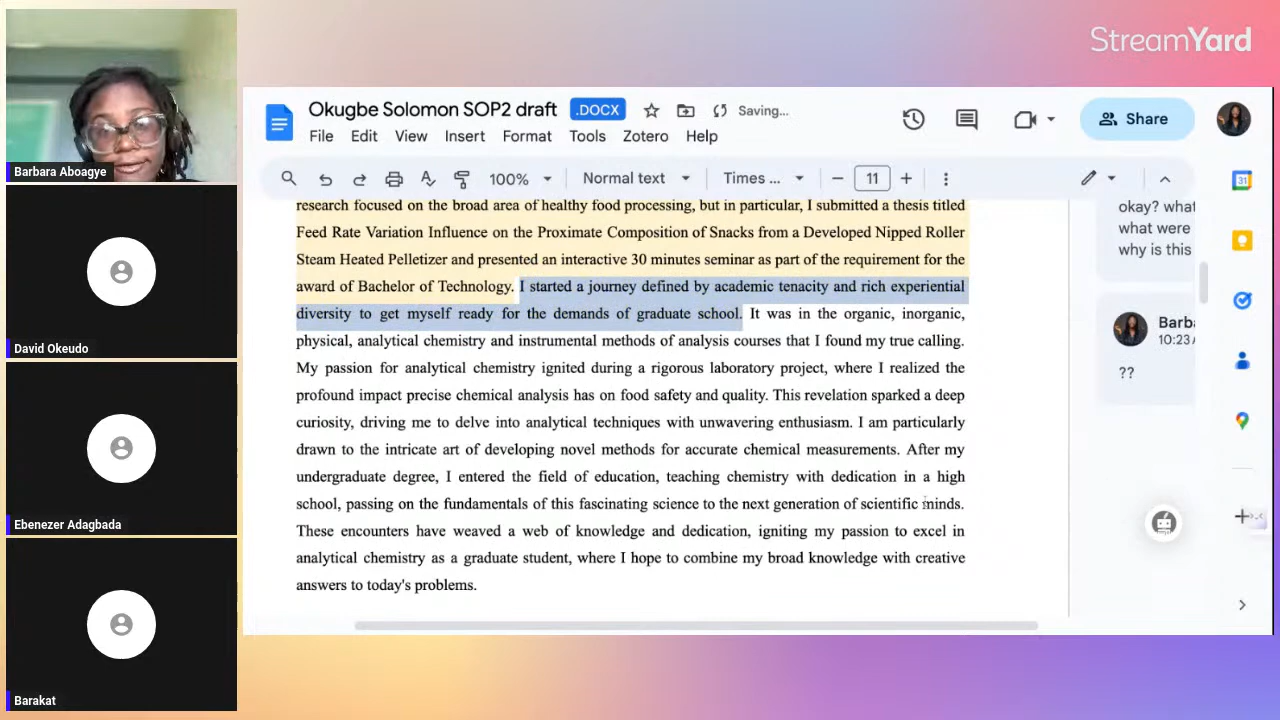 StreamYard
Barbara Aboagye
David Okeudo
Ebenezer Adagbada
Barakat
Okugbe Solomon SOP2 draft .DOCX Saving...
File Edit View Insert Format Tools Zotero Help
Share
100% Normal text Times ... 11
research focused on the broad area of healthy food processing, but in particular, I submitted a thesis titled
Feed Rate Variation Influence on the Proximate Composition of Snacks from a Developed Nipped Roller
Steam Heated Pelletizer and presented an interactive 30 minutes seminar as part of the requirement for the
award of Bachelor of Technology. I started a journey defined by academic tenacity and rich experiential
diversity to get myself ready for the demands of graduate school. It was in the organic, inorganic,
physical, analytical chemistry and instrumental methods of analysis courses that I found my true calling.
My passion for analytical chemistry ignited during a rigorous laboratory project, where I realized the
profound impact precise chemical analysis has on food safety and quality. This revelation sparked a deep
curiosity, driving me to delve into analytical techniques with unwavering enthusiasm. I am particularly
drawn to the intricate art of developing novel methods for accurate chemical measurements. After my
undergraduate degree, I entered the field of education, teaching chemistry with dedication in a high
school, passing on the fundamentals of this fascinating science to the next generation of scientific minds.
These encounters have weaved a web of knowledge and dedication, igniting my passion to excel in
analytical chemistry as a graduate student, where I hope to combine my broad knowledge with creative
answers to today's problems.
okay? what
what were
why is this
Barba
10:23
??
31